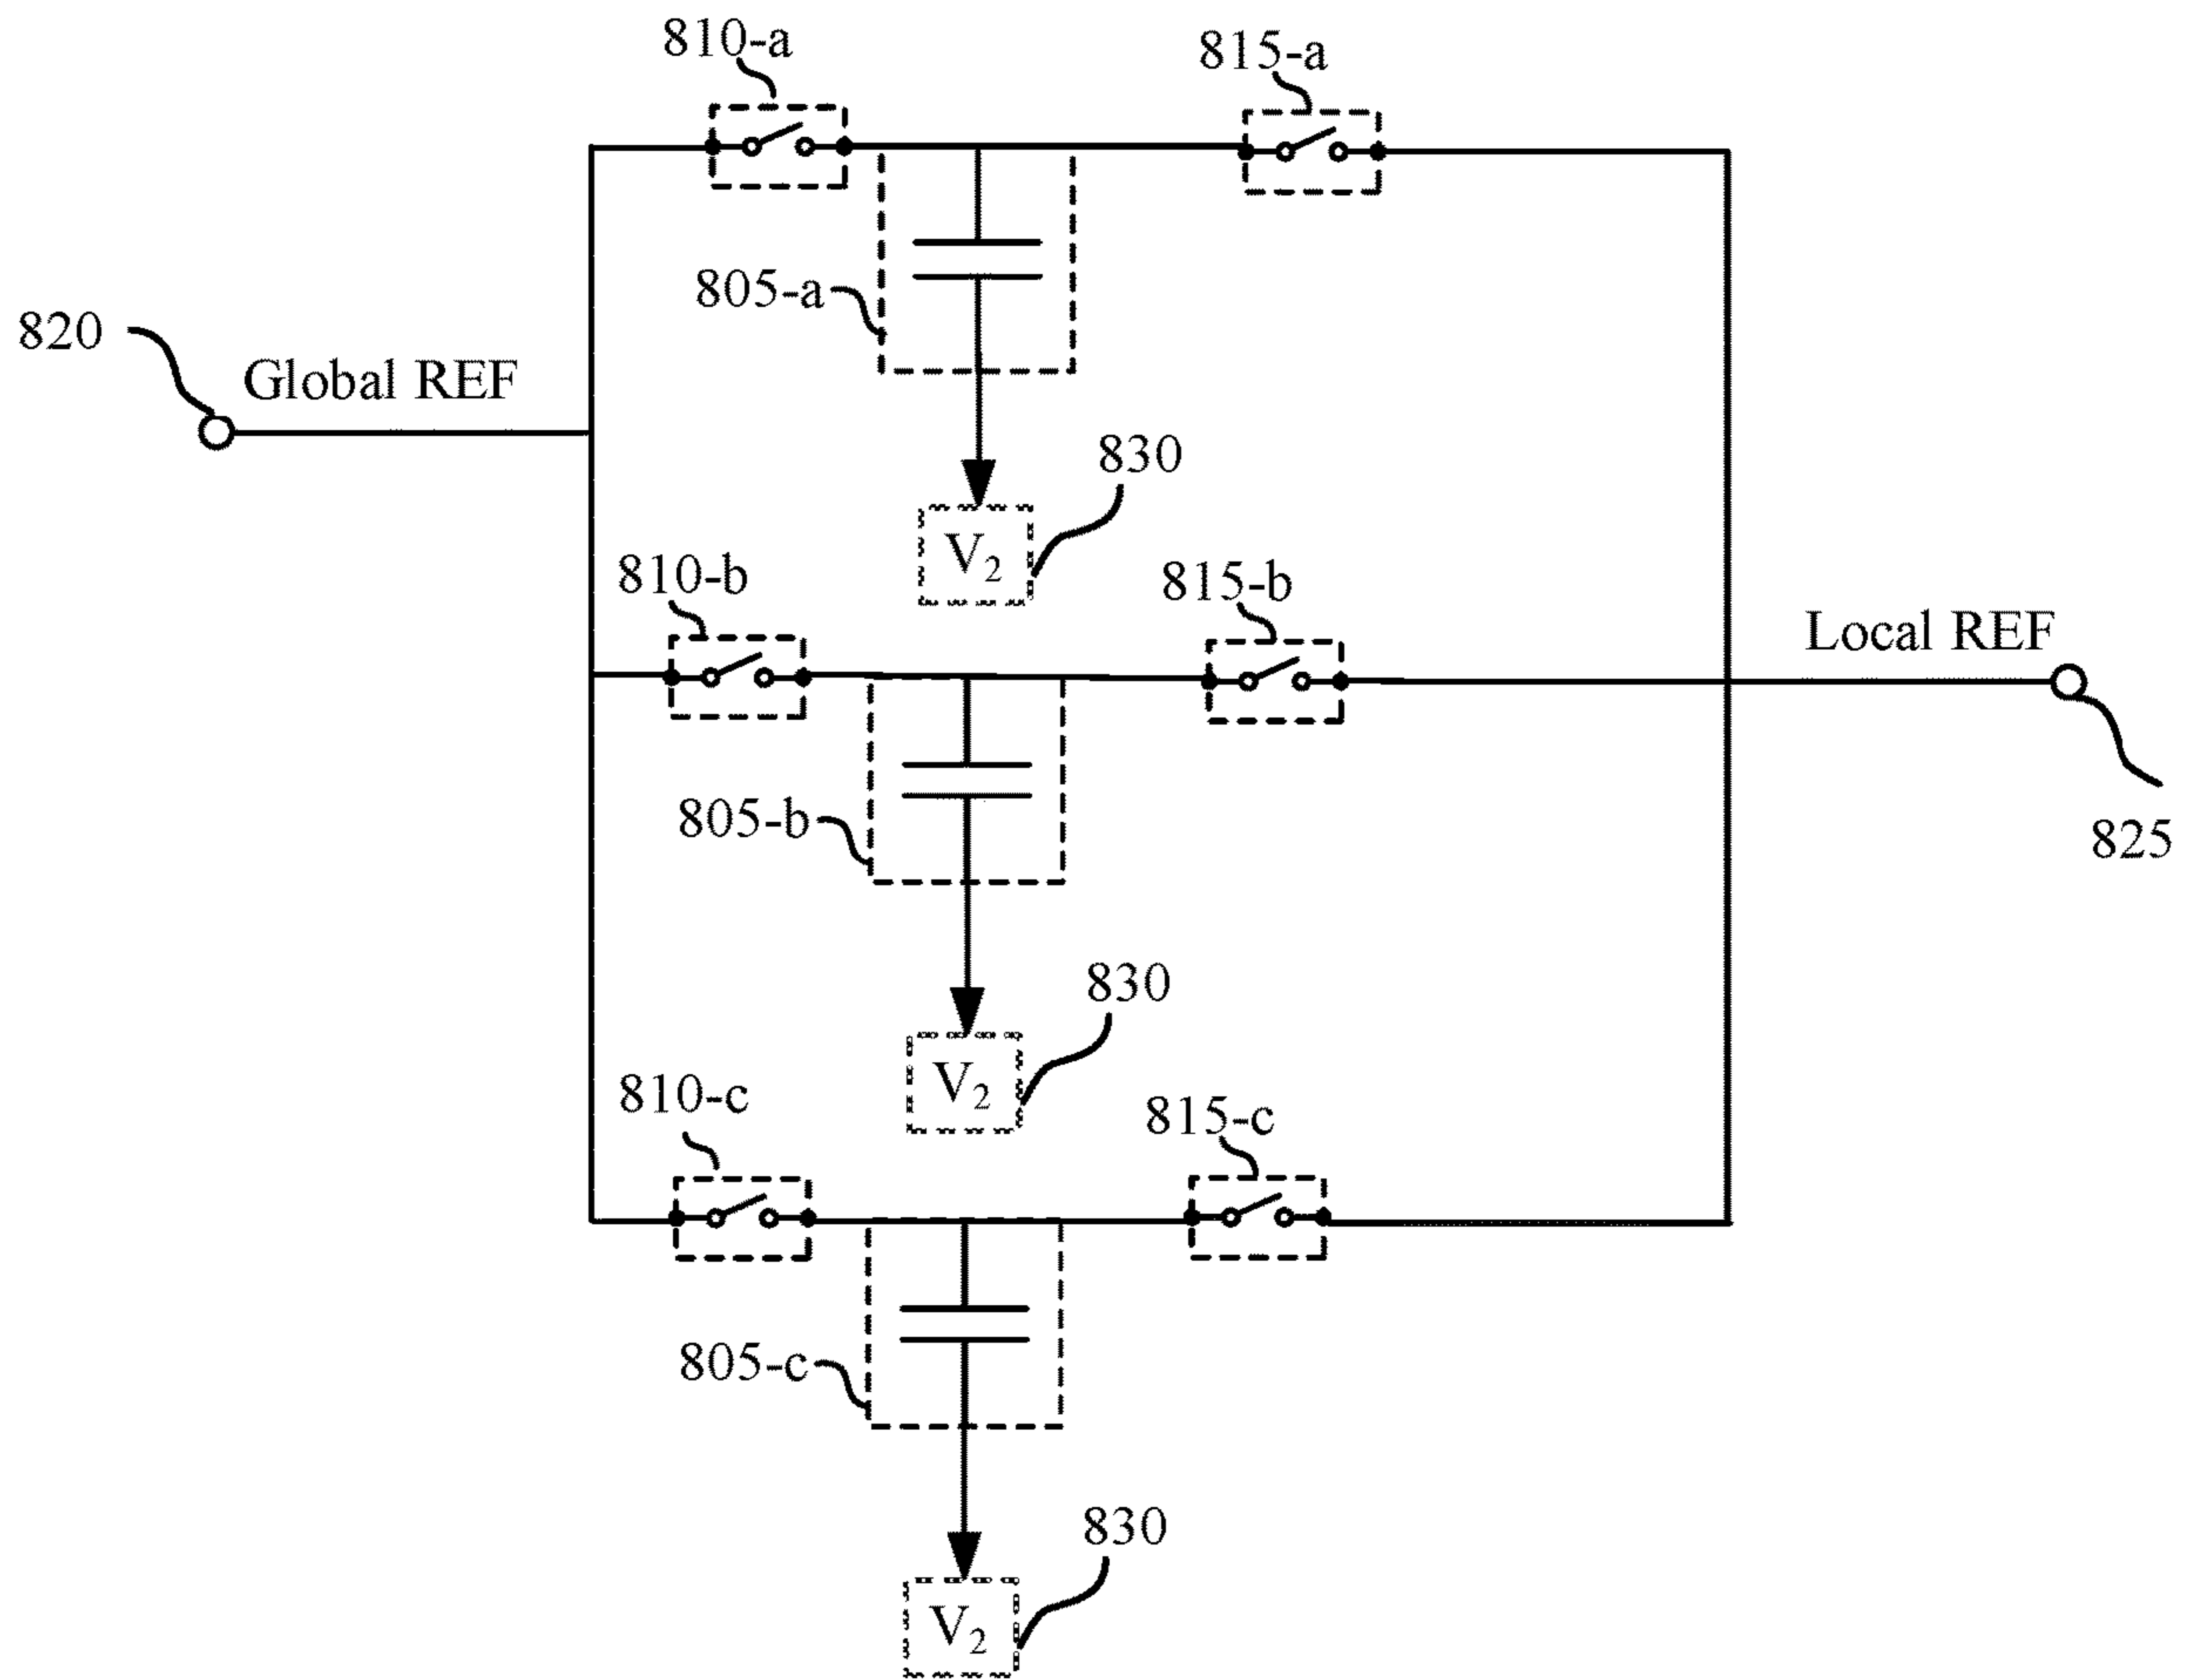 810-a
815-a
805-a
820
Global REF
830
V₂
810-b
815-b
Local REF
805-b
825
830
V₂
810-c
815-c
805-c
830
V₂